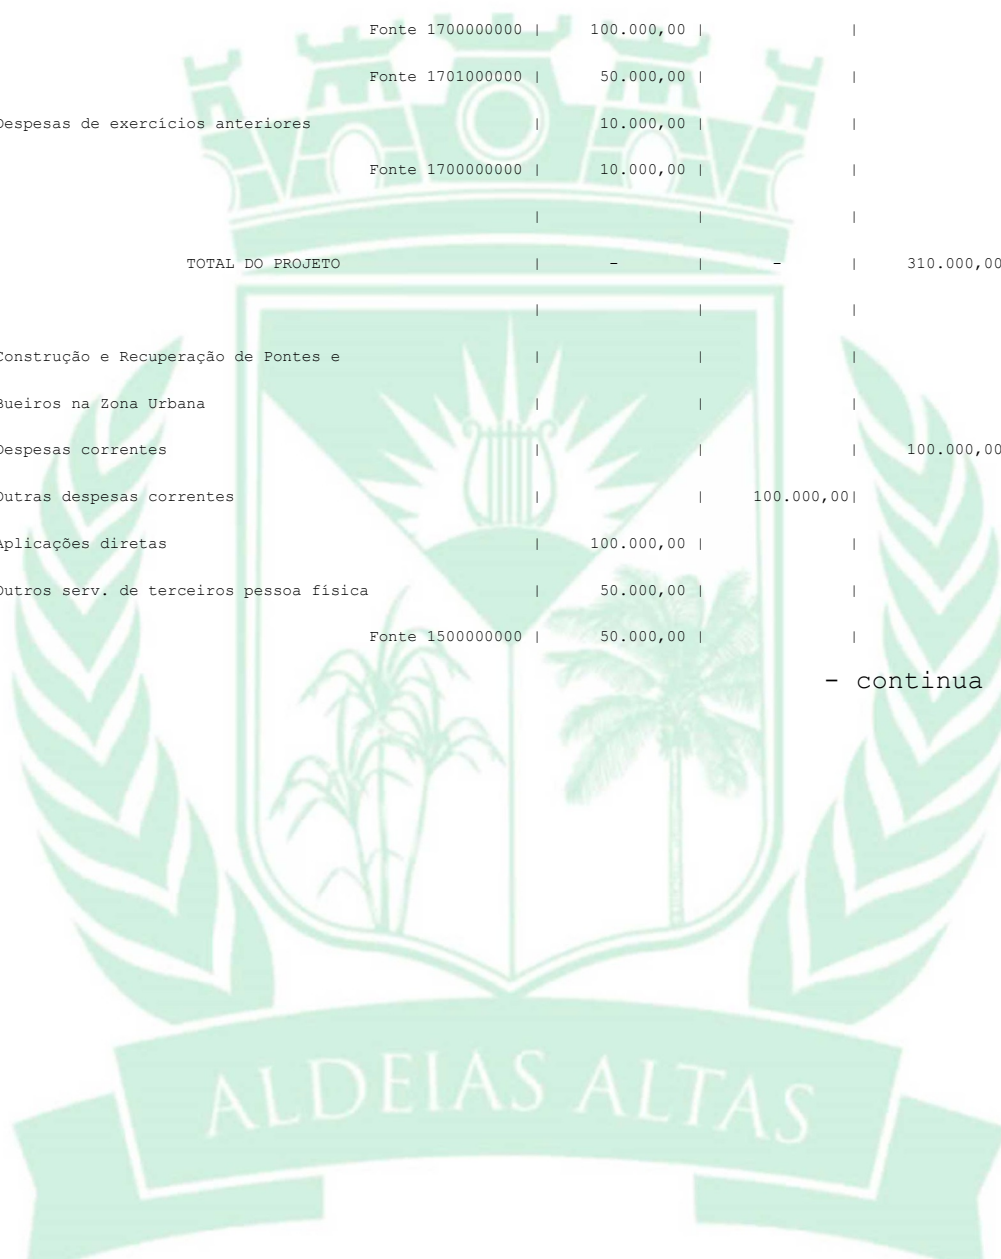 Fonte 1700000000 | 100.000,00 | |
Fonte 1701000000 | 50.000,00 | |
Despesas de exercícios anteriores | 10.000,00 | |
Fonte 1700000000 | 10.000,00 | |
| | |
TOTAL DO PROJETO | - | - | 310.000,00
| | |
Construção e Recuperação de Pontes e | | |
Bueiros na Zona Urbana | | |
Despesas correntes | | | 100.000,00
Outras despesas correntes | | 100.000,00|
Aplicações diretas | 100.000,00 | |
Outros serv. de terceiros pessoa física | 50.000,00 | |
Fonte 1500000000 | 50.000,00 | |
- continua
ALDEIAS ALTAS